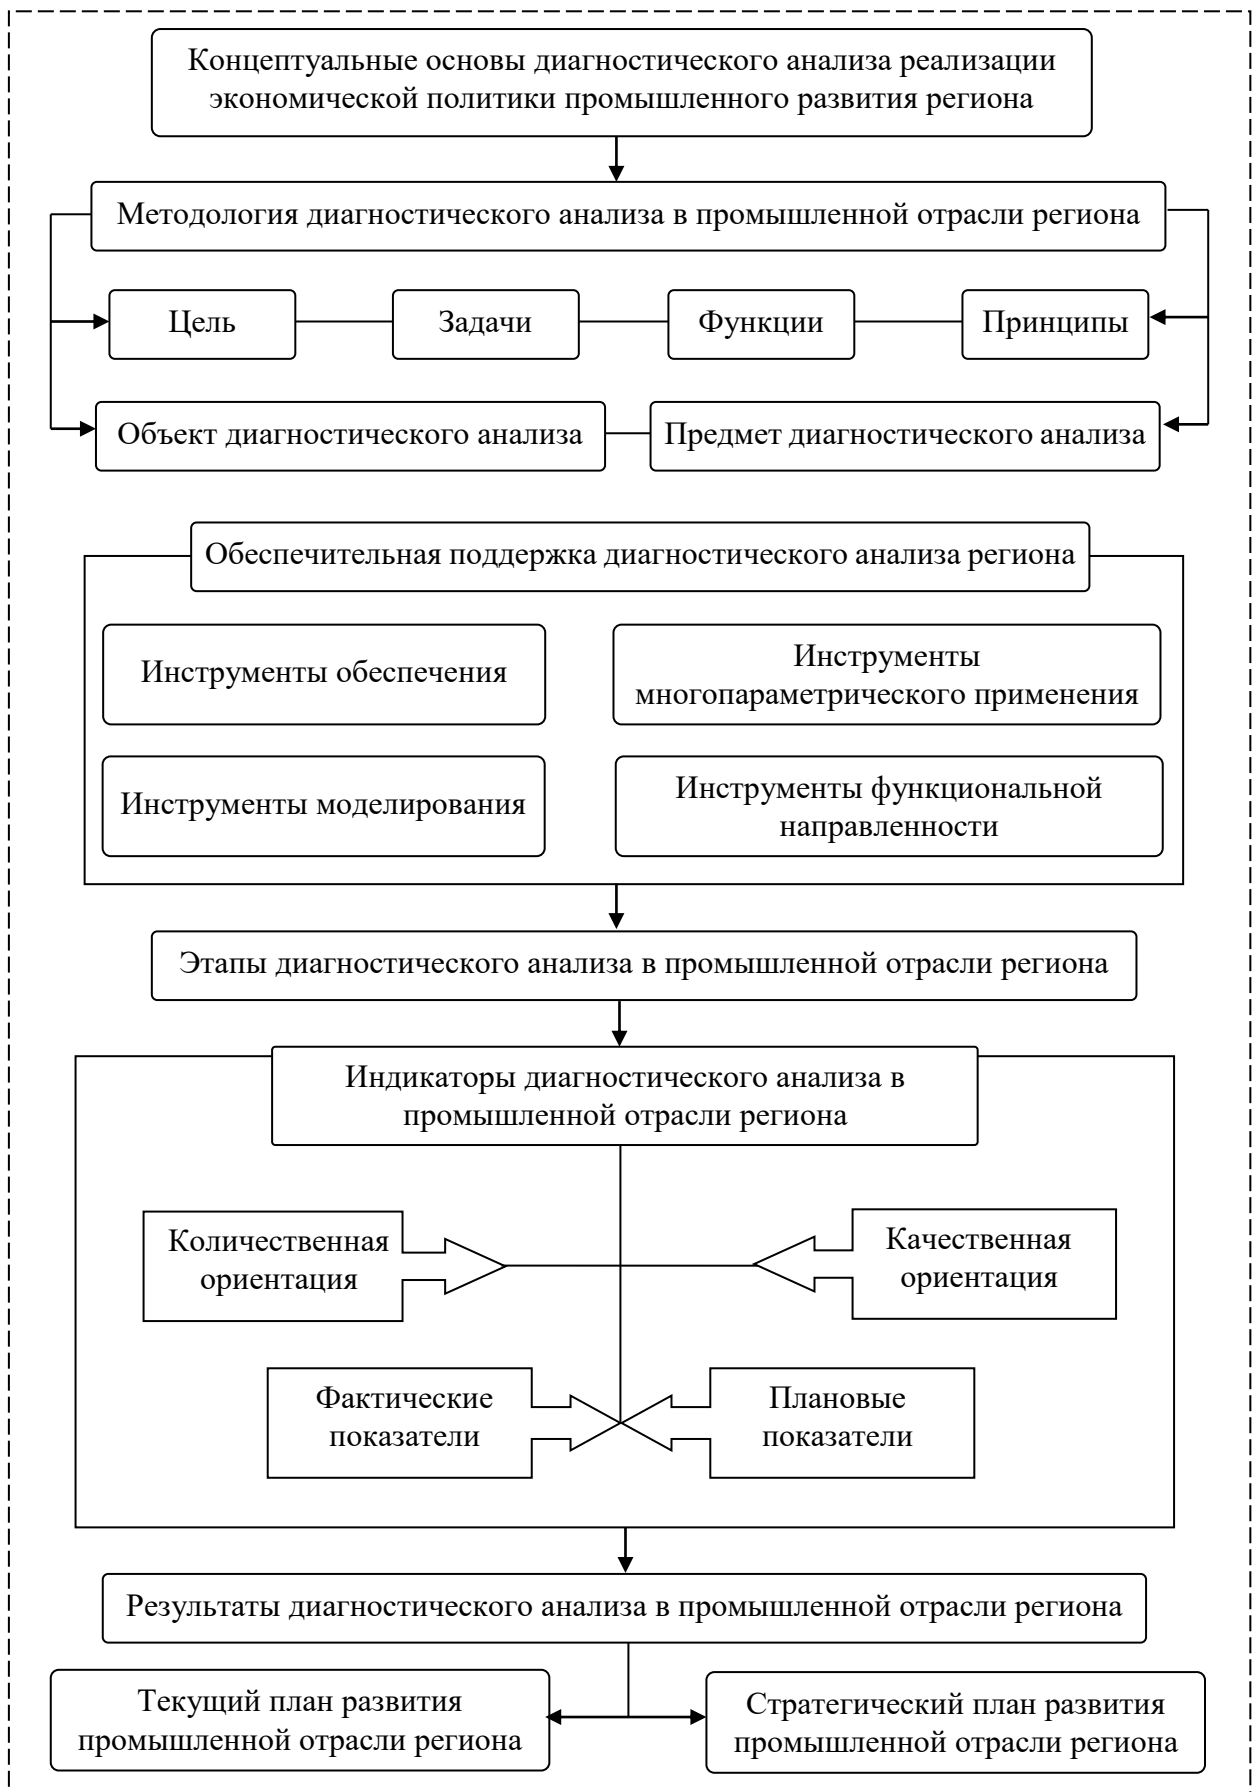 Концептуальные основы диагностического анализа реализации
экономической политики промышленного развития региона
Методология диагностического анализа в промышленной отрасли региона
Цель
Задачи
Функции
Принципы
Объект диагностического анализа
Предмет диагностического анализа
Обеспечительная поддержка диагностического анализа региона
Инструменты обеспечения
Инструменты
многопараметрического применения
Инструменты моделирования
Инструменты функциональной
направленности
Этапы диагностического анализа в промышленной отрасли региона
Индикаторы диагностического анализа в
промышленной отрасли региона
Количественная
ориентация
Качественная
ориентация
Фактические
показатели
Плановые
показатели
Результаты диагностического анализа в промышленной отрасли региона
Текущий план развития
промышленной отрасли региона
Стратегический план развития
промышленной отрасли региона